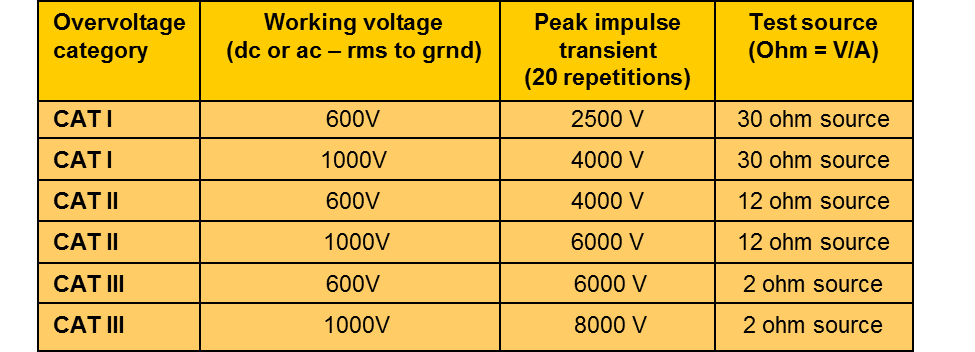 Overvoltage category Working voltage (dc or ac – rms to grnd) Peak impulse transient (20 repetitions) Test source (Ohm = V/A)
CAT I 600V 2500 V 30 ohm source
CAT I 1000V 4000 V 30 ohm source
CAT II 600V 4000 V 12 ohm source
CAT II 1000V 6000 V 12 ohm source
CAT III 600V 6000 V 2 ohm source
CAT III 1000V 8000 V 2 ohm source